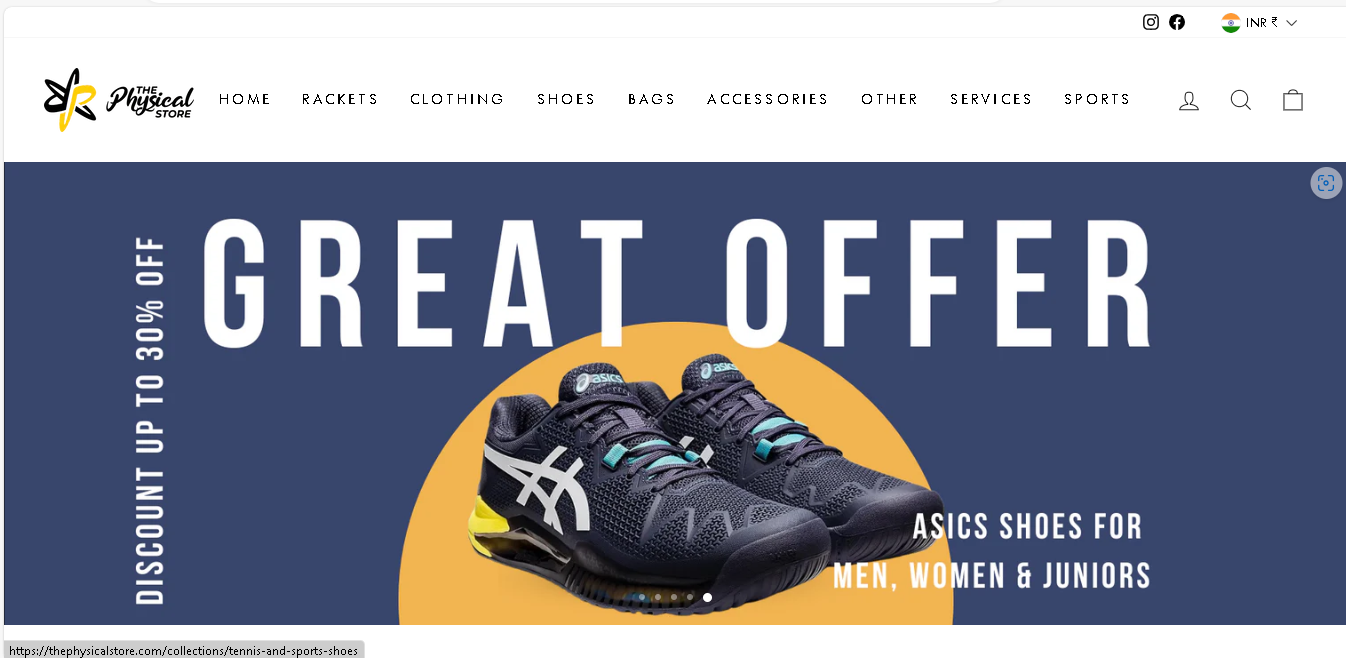 INR ₹
THE
Physical
STORE
HOME RACKETS CLOTHING SHOES BAGS ACCESSORIES OTHER SERVICES SPORTS
GREAT OFFER
DISCOUNT UP TO 30% OFF
asics
asics
ASICS SHOES FOR
MEN, WOMEN & JUNIORS
https://thephysicalstore.com/collections/tennis-and-sports-shoes